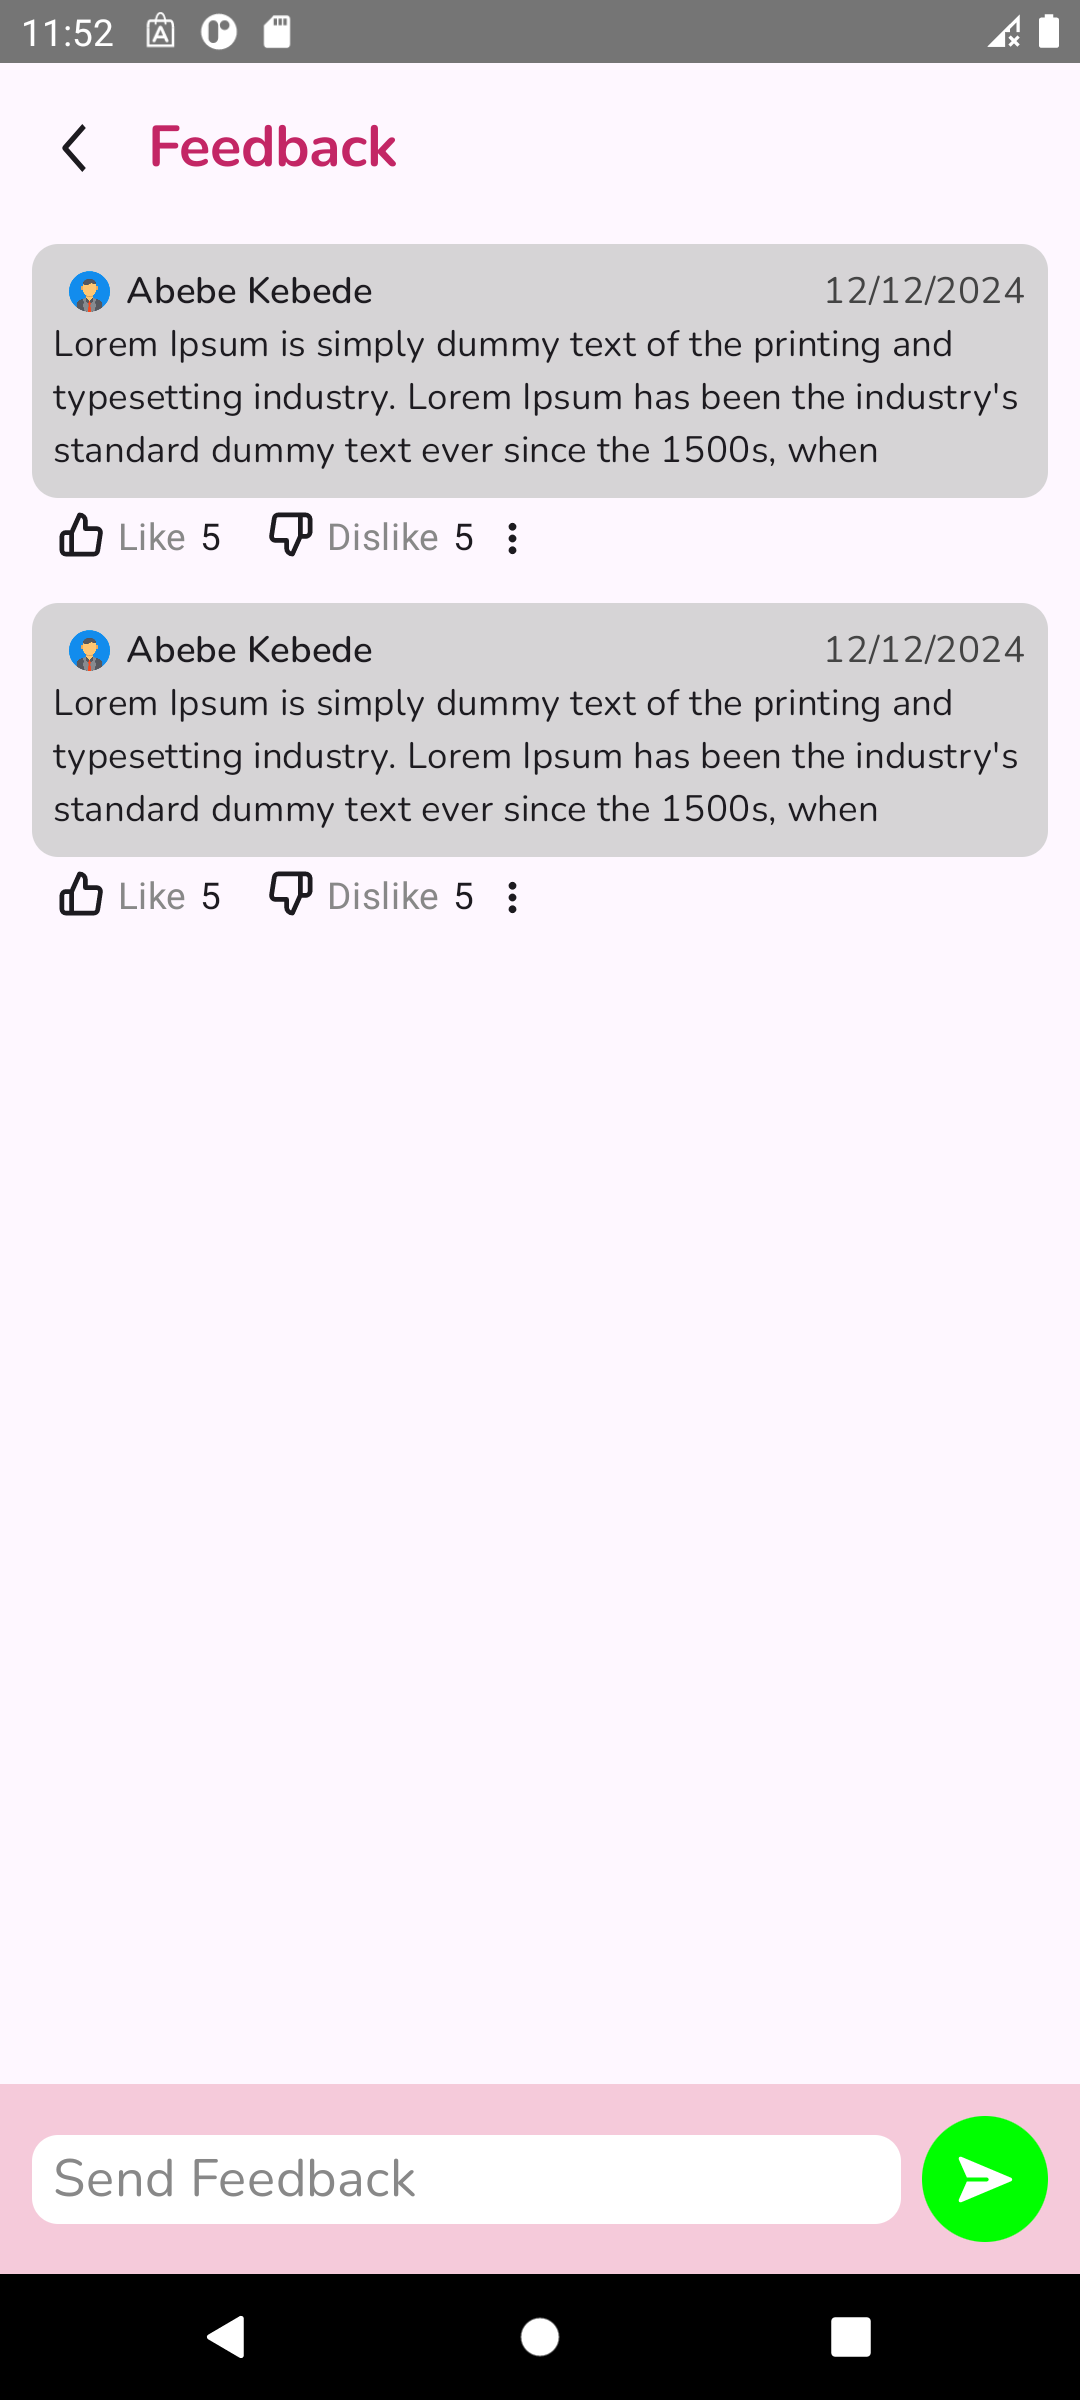 11:52
Feedback
Abebe Kebede 12/12/2024
Lorem Ipsum is simply dummy text of the printing and
typesetting industry. Lorem Ipsum has been the industry's
standard dummy text ever since the 1500s, when
Like 5 Dislike 5
Abebe Kebede 12/12/2024
Lorem Ipsum is simply dummy text of the printing and
typesetting industry. Lorem Ipsum has been the industry's
standard dummy text ever since the 1500s, when
Like 5 Dislike 5
Send Feedback